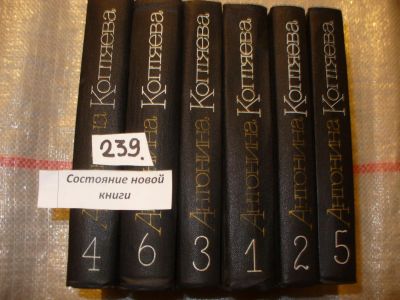 Коптяева
4
Антонина Коптяева
6
Антонина Коптяева
3
Антонина Коптяева
1
Антонина Коптяева
2
Антонина Коптяева
5
239.
Состояние новой
книги